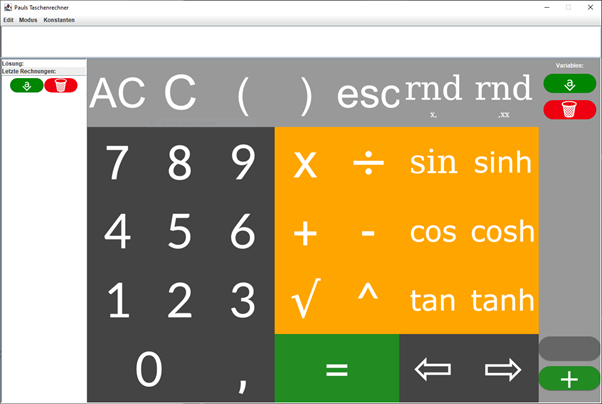 Pauls Taschenrechner
Edit Modus Konstanten
Lösung:
Letzte Rechnungen:
Variables:
AC C ( ) esc rnd rnd
x, ,xx
7 8 9 x ÷ sin sinh
4 5 6 + - cos cosh
1 2 3 √ ^ tan tanh
0 , = ⇦ ⇨
+